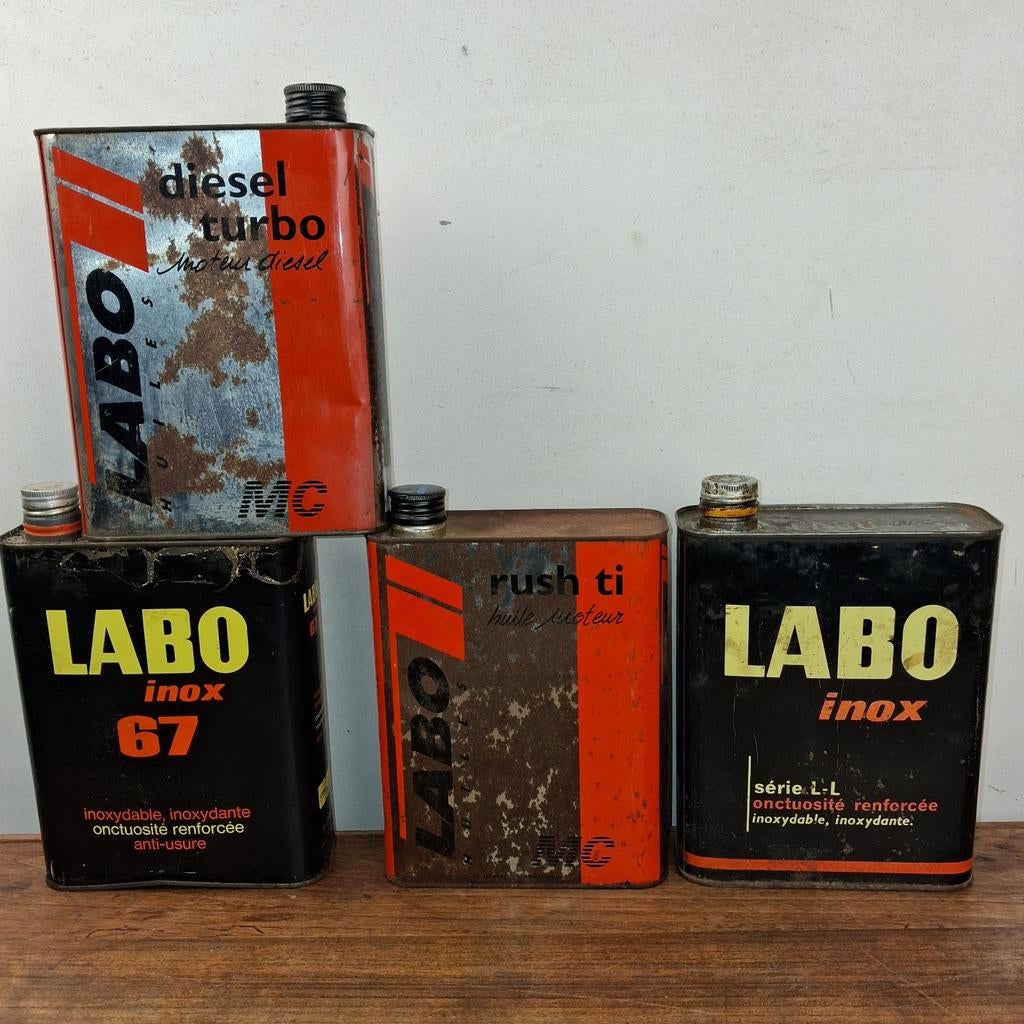 diesel
turbo
moteur diesel
LABO
HUILES
MC
LABO
inox
67
inoxydable, inoxydante
onctuosité renforcée
anti-usure
rush ti
huile moteur
LABO
MC
LABO
inox
série L-L
onctuosité renforcée
inoxydable, inoxydante.